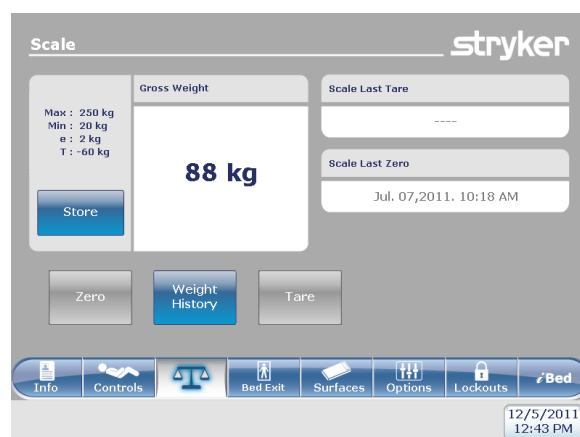 Scale
stryker
Max : 250 kg
Min : 20 kg
e : 2 kg
T : -60 kg
Store
Gross Weight
88 kg
Scale Last Tare
----
Scale Last Zero
Jul. 07,2011. 10:18 AM
Zero
Weight
History
Tare
Info
Controls
Bed Exit
Surfaces
Options
Lockouts
iBed
12/5/2011
12:43 PM